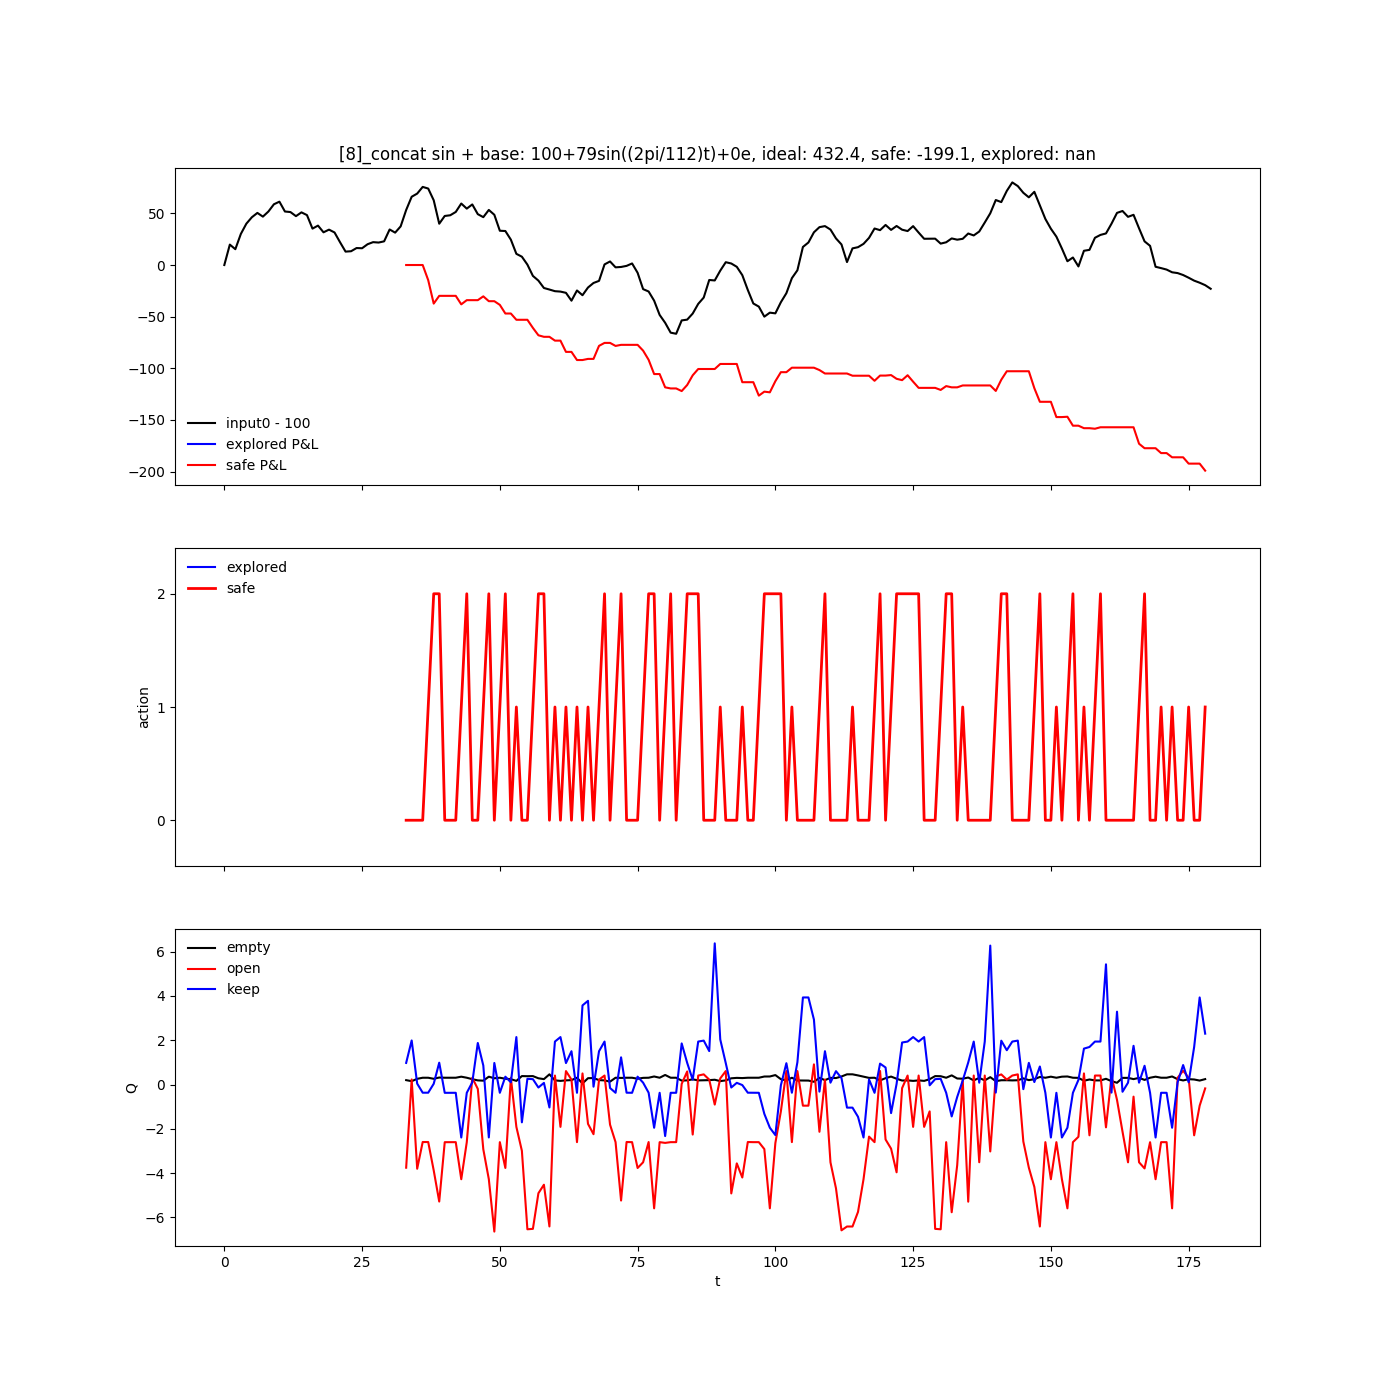 [8]_concat sin + base: 100+79sin((2pi/112)t)+0e, ideal: 432.4, safe: -199.1, explored: nan
50
0
−50
−100
−150
−200
input0 - 100
explored P&L
safe P&L
2
1
0
action
explored
safe
6
4
2
0
−2
−4
−6
Q
empty
open
keep
0 25 50 75 100 125 150 175
t